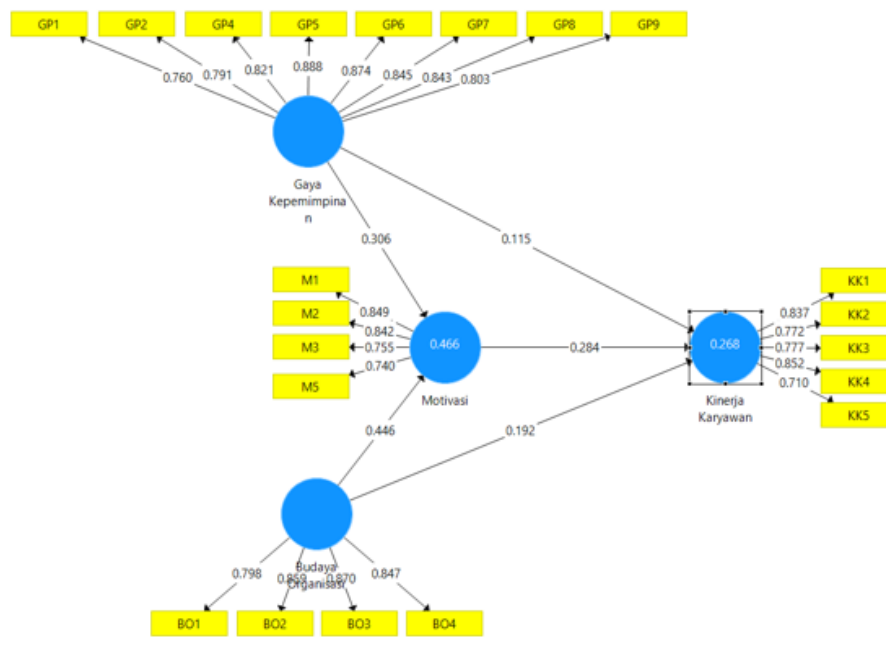 GP1 GP2 GP4 GP5 GP6 GP7 GP8 GP9
0.760 0.791 0.821 0.888 0.874 0.845 0.843 0.803
Gaya
Kepemimpina
n
0.306
0.115
M1
M2
M3
M5
0.849
0.842
0.755
0.740
0.466
Motivasi
0.284
0.268
Kinerja
Karyawan
0.837
0.772
0.777
0.852
0.710
KK1
KK2
KK3
KK4
KK5
0.446
0.192
Budaya
Organisasi
0.798 0.859 0.870 0.847
BO1 BO2 BO3 BO4